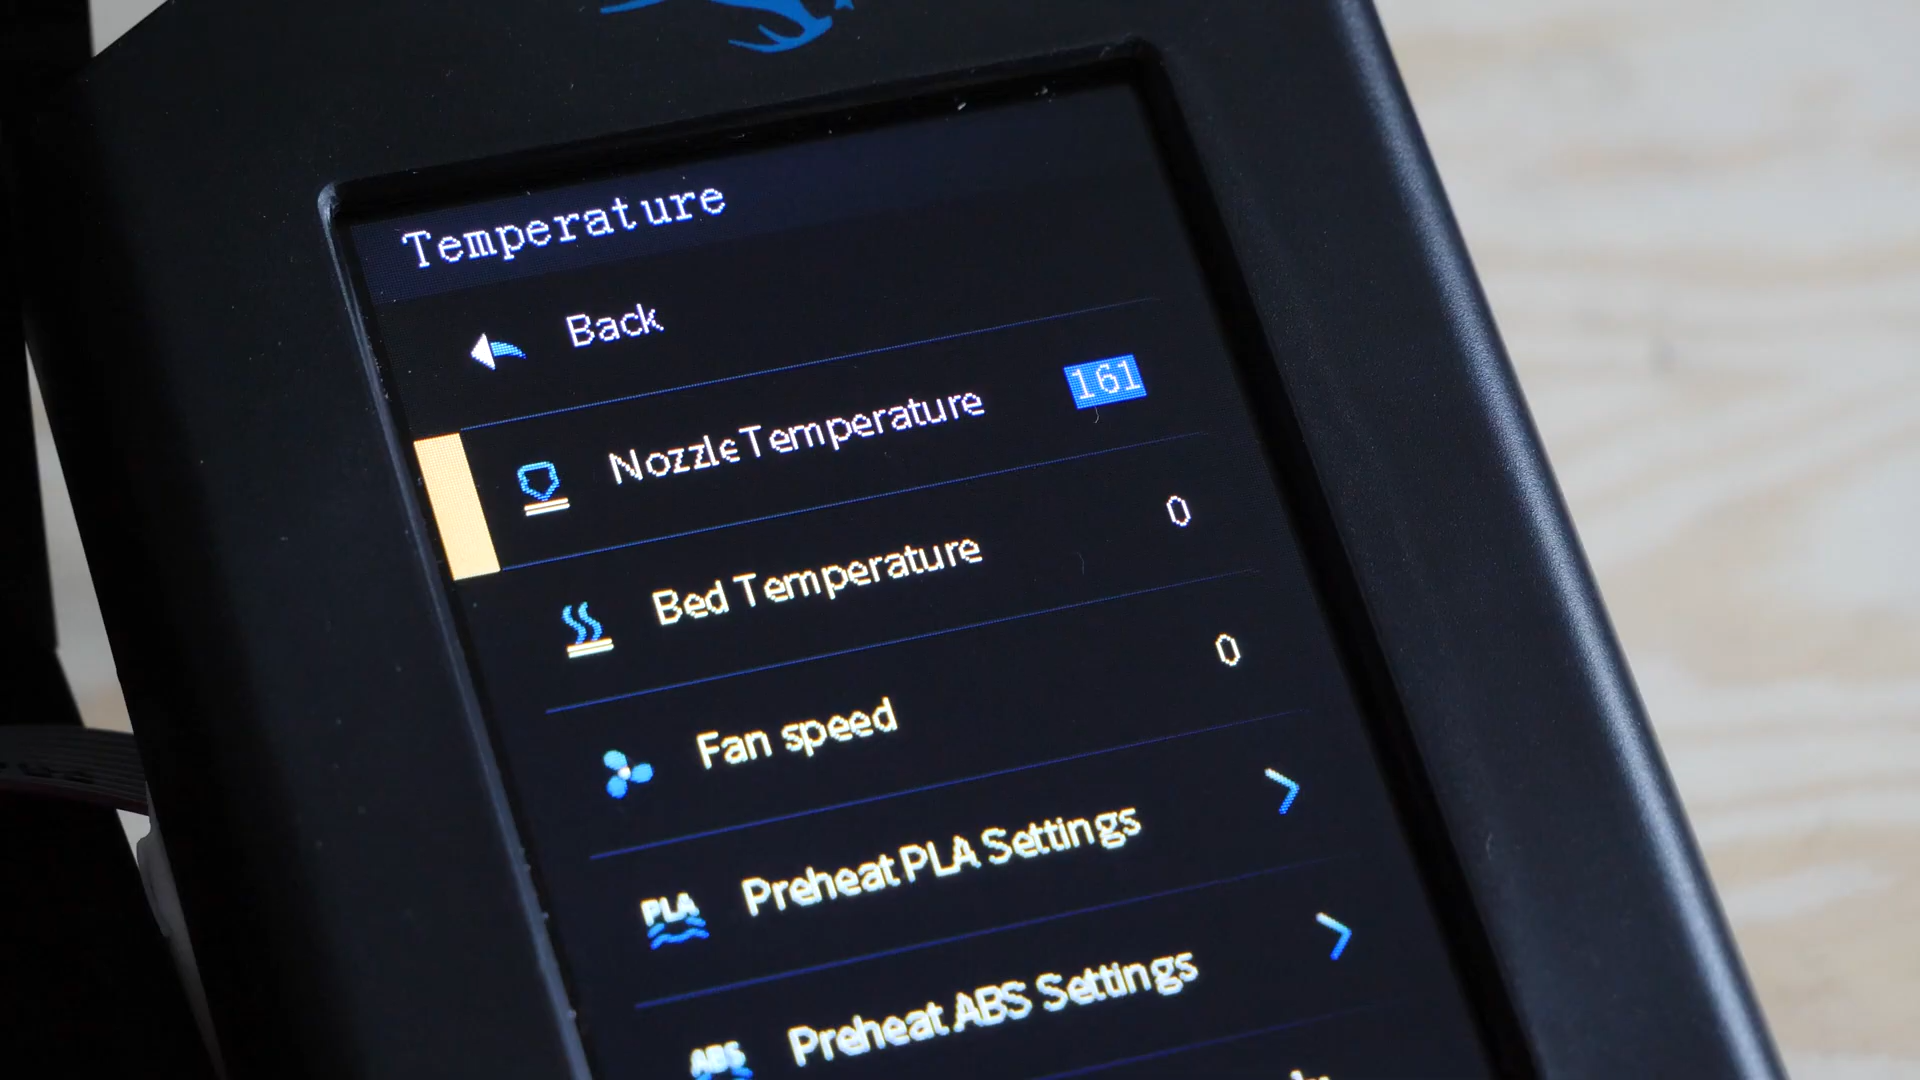 Temperature
Back
Nozzle Temperature 161
Bed Temperature 0
Fan speed 0
PLA Preheat PLA Settings
ABS Preheat ABS Settings